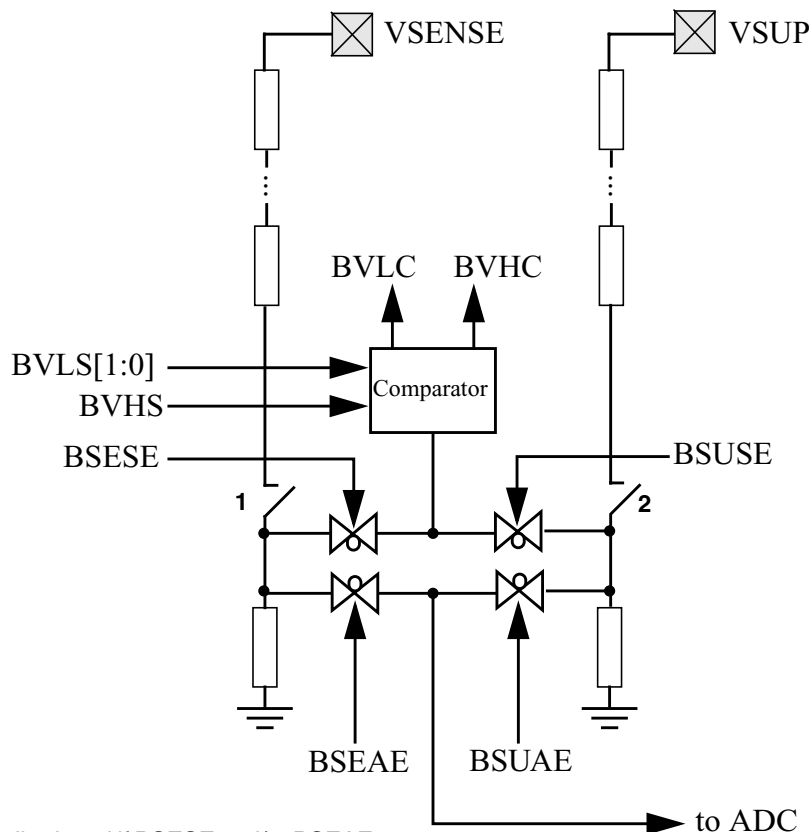 VSENSE
VSUP
BVLC
BVHC
BVLS[1:0]
BVHS
Comparator
BSESE
BSUSE
1
2
BSEAE
BSUAE
to ADC